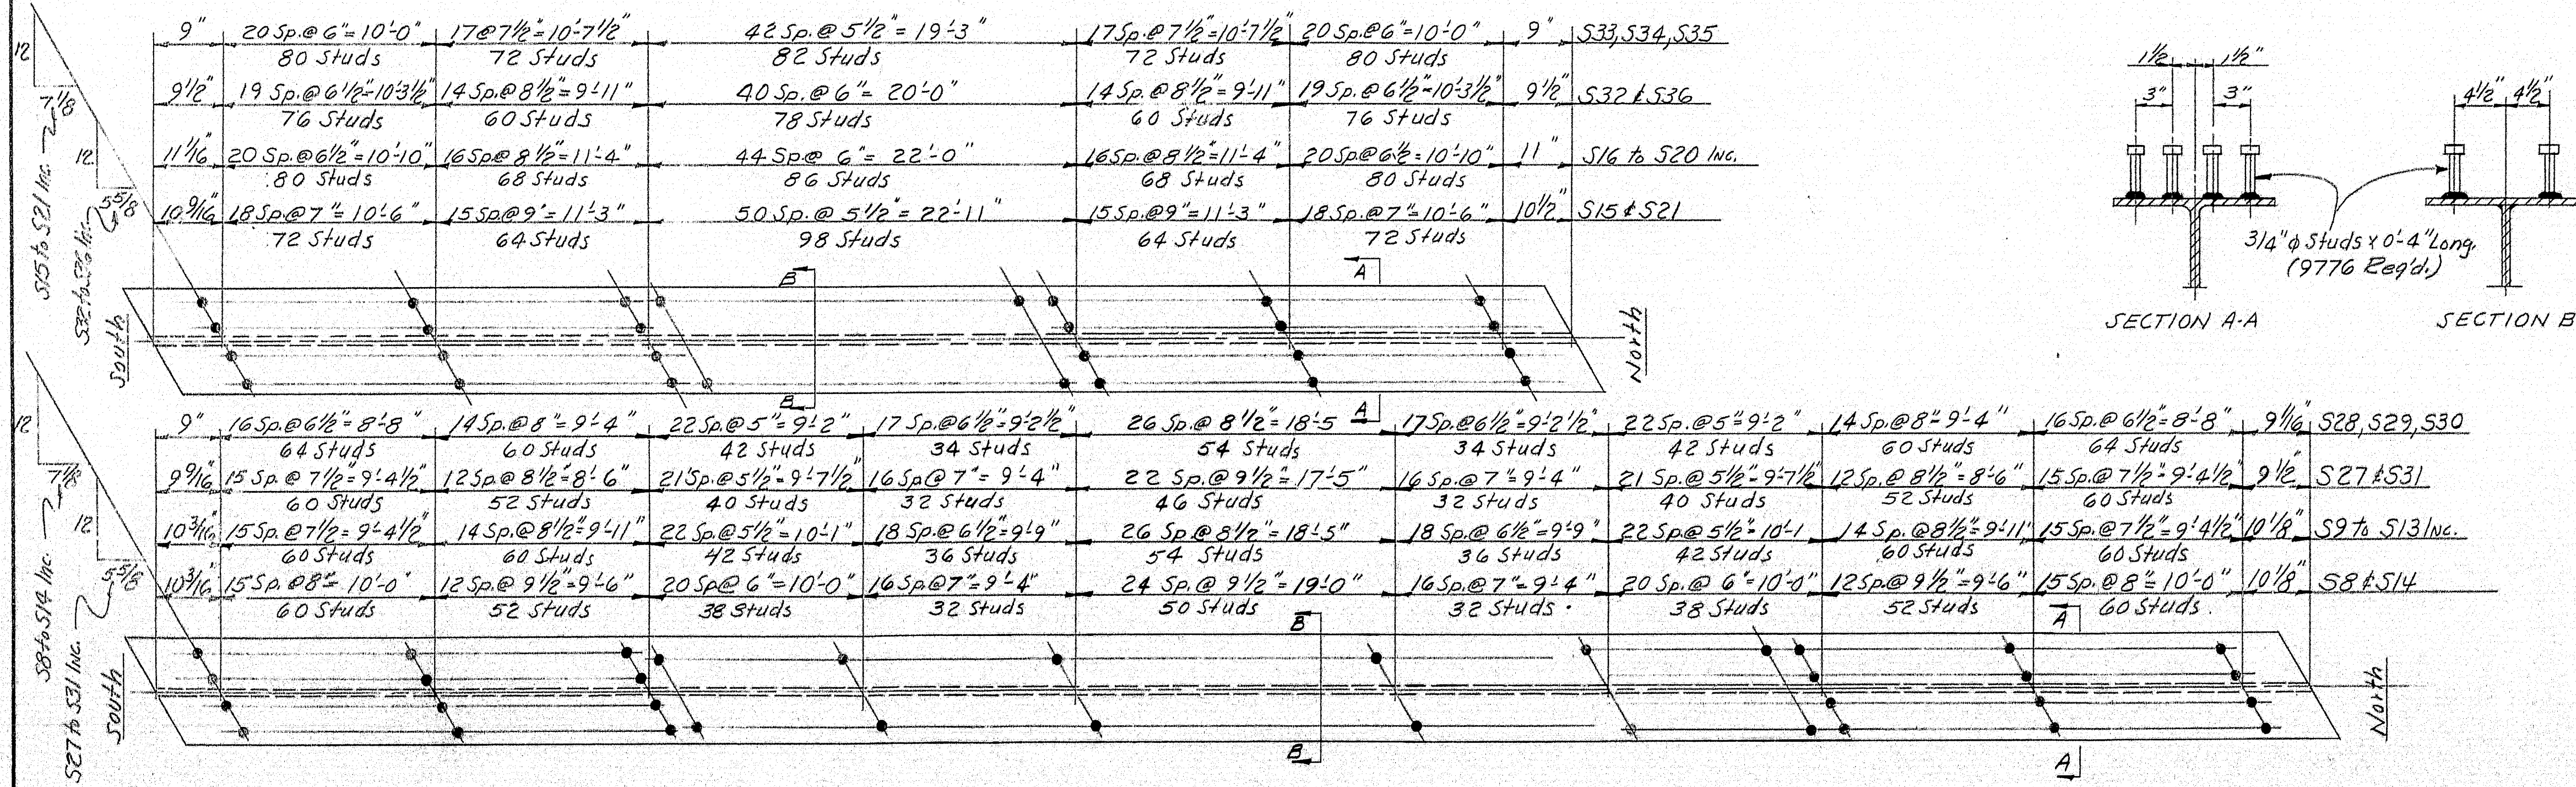 9" 20 Sp.@ 6"=10'-0" 17@7½"=10'-7½" 42 Sp.@ 5½" = 19'-3" 17 Sp.@7½"=10'-7½" 20 Sp.@6"=10'-0" 9" S33, S34, S35
80 Studs 72 Studs 82 Studs 72 Studs 80 Studs
9½" 19 Sp.@6½"=10'-3½" 14 Sp.@8½"=9'-11" 40 Sp.@ 6" = 20'-0" 14 Sp.@8½"=9'-11" 19 Sp.@6½"=10'-3½" 9½" S32 & S36
76 Studs 60 Studs 78 Studs 60 Studs 76 Studs
11 1/16" 20 Sp.@6½"=10'-10" 16 Sp@8½"=11'-4" 44 Sp@ 6" = 22'-0" 16 Sp.@8½"=11'-4" 20 Sp@6½"=10'-10" 11" S16 to S20 INC.
80 Studs 68 Studs 86 Studs 68 Studs 80 Studs
10 9/16" 18 Sp.@7"=10'-6" 15 Sp.@9"=11'-3" 50 Sp.@ 5½"=22'-11" 15 Sp.@9"=11'-3" 18 Sp.@7"=10'-6" 10½" S15 & S21
72 Studs 64 Studs 98 Studs 64 Studs 72 Studs
12
7 1/8
12
5 5/8
S15 to S21 Inc.
S32 to S36 Inc.
B
A
South
North
B
A
1½" 1½"
3" 3"
4½" 4½"
3/4"φ Studs x 0'-4" Long.
(9776 Req'd.)
SECTION A-A
SECTION B
9" 16 Sp.@6½"=8'-8" 14 Sp.@8"=9'-4" 22 Sp.@5"=9'-2" 17 Sp.@6½"=9'-2½" 26 Sp.@ 8½"=18'-5 17 Sp.@6½"=9'-2½" 22 Sp.@5"=9'-2" 14 Sp.@8"=9'-4" 16 Sp.@6½"=8'-8" 9 1/16" S28, S29, S30
64 Studs 60 Studs 42 Studs 34 Studs 54 Studs 34 Studs 42 Studs 60 Studs 64 Studs
9 9/16" 15 Sp.@ 7½"=9'-4½" 12 Sp.@ 8½"=8'-6" 21 Sp.@5½"=9'-7½" 16 Sp@ 7"=9'-4" 22 Sp.@9½"=17'-5" 16 Sp.@7"=9'-4" 21 Sp.@5½"=9'-7½" 12 Sp.@ 8½"=8'-6" 15 Sp.@ 7½"=9'-4½" 9½" S27 & S31
60 Studs 52 Studs 40 Studs 32 Studs 46 Studs 32 Studs 40 Studs 52 Studs 60 Studs
10 3/16" 15 Sp.@7½"=9'-4½" 14 Sp.@8½"=9'-11" 22 Sp.@5½"=10'-1" 18 Sp.@6½"=9'-9" 26 Sp @ 8½"=18'-5" 18 Sp.@ 6½"=9'-9" 22 Sp.@5½"=10'-1 14 Sp.@8½"=9'-11" 15 Sp.@7½"=9'-4½" 10 1/8" S9 to S13 INC.
60 Studs 60 Studs 42 Studs 36 Studs 54 Studs 36 Studs 42 Studs 60 Studs 60 Studs
10 3/16" 15 Sp.@8"=10'-0" 12 Sp.@ 9½"=9'-6" 20 Sp@ 6"=10'-0" 16 Sp.@7"=9'-4" 24 Sp.@ 9½"=19'-0" 16 Sp.@7"=9'-4" 20 Sp.@ 6"=10'-0" 12 Sp.@9½"=9'-6" 15 Sp.@8"=10'-0" 10 1/8" S8 & S14
60 Studs 52 Studs 38 Studs 32 Studs 50 Studs 32 Studs 38 Studs 52 Studs 60 Studs
12
7 1/8
12
5 5/8
S8 to S14 Inc.
S27 to S31 INC.
B
A
South
North
B
A